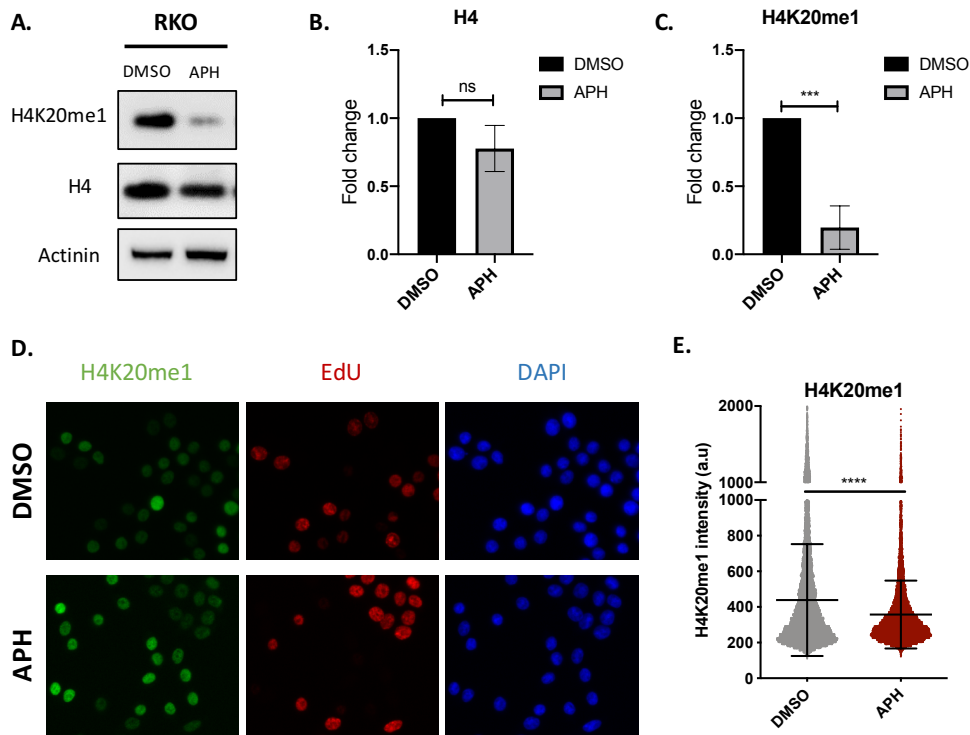 A.
RKO
DMSO APH
H4K20me1
H4
Actinin
B.
H4
Fold change
1.5
1.0
0.5
0.0
ns
DMSO
APH
DMSO
APH
C.
H4K20me1
Fold change
1.5
1.0
0.5
0.0
***
DMSO
APH
DMSO
APH
D.
H4K20me1 EdU DAPI
DMSO
APH
E.
H4K20me1
H4K20me1 intensity (a.u)
2000
1000
1000
800
600
400
200
0
****
DMSO
APH